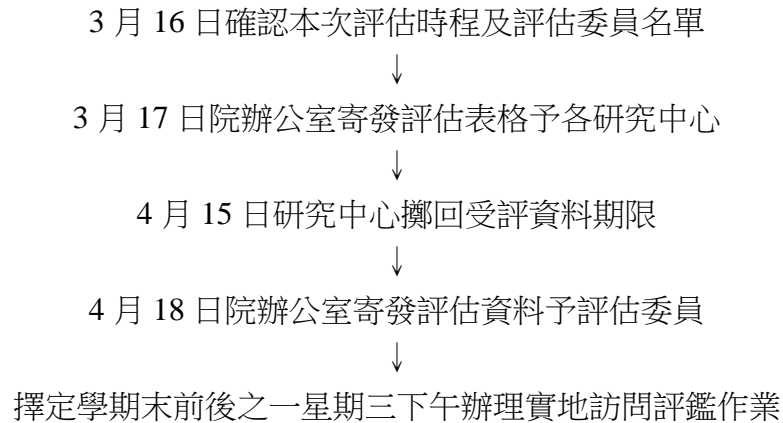 3 月 16 日確認本次評估時程及評估委員名單
↓
3 月 17 日院辦公室寄發評估表格予各研究中心
↓
4 月 15 日研究中心擲回受評資料期限
↓
4 月 18 日院辦公室寄發評估資料予評估委員
↓
擇定學期末前後之一星期三下午辦理實地訪問評鑑作業